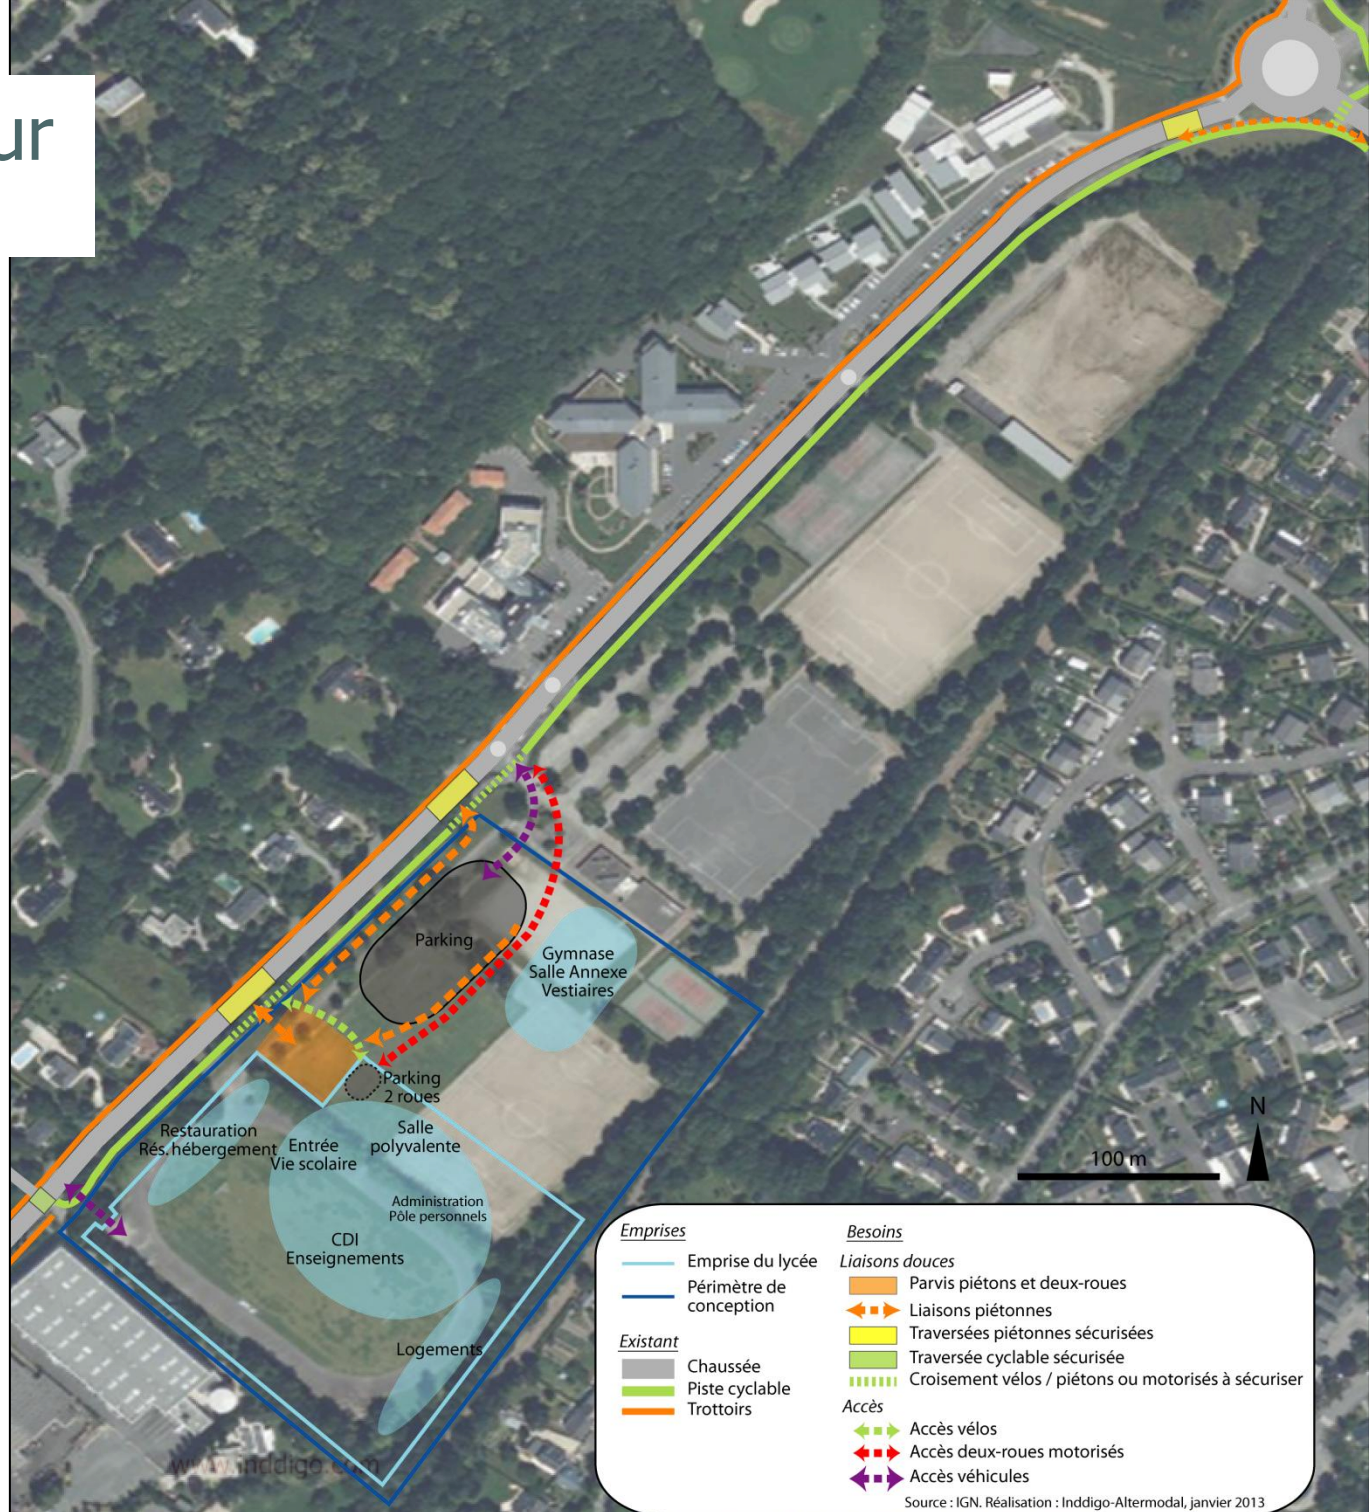 ur
Parking
Gymnase
Salle Annexe
Vestiaires
Parking
2 roues
Restauration
Rés. hébergement
Entrée
Vie scolaire
Salle
polyvalente
Administration
Pôle personnels
CDI
Enseignements
Logements
N
100 m
www.inddigo.com
Emprises
Emprise du lycée
Périmètre de
conception
Existant
Chaussée
Piste cyclable
Trottoirs
Besoins
Liaisons douces
Parvis piétons et deux-roues
Liaisons piétonnes
Traversées piétonnes sécurisées
Traversée cyclable sécurisée
Croisement vélos / piétons ou motorisés à sécuriser
Accès
Accès vélos
Accès deux-roues motorisés
Accès véhicules
Source : IGN. Réalisation : Inddigo-Altermodal, janvier 2013